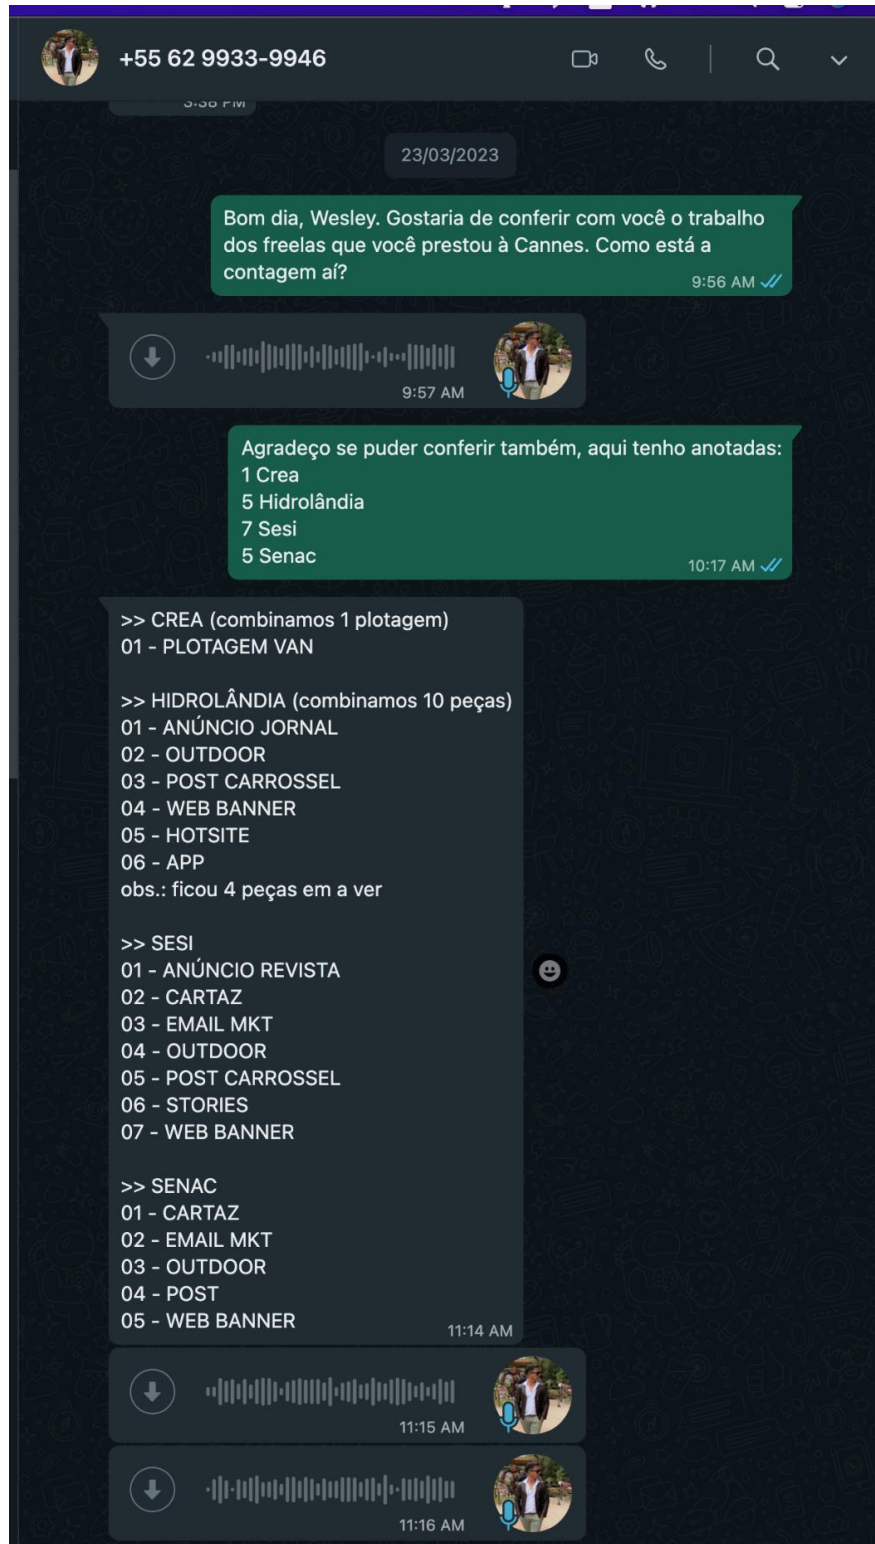 +55 62 9933-9946
3:38 PM
23/03/2023
Bom dia, Wesley. Gostaria de conferir com você o trabalho
dos freelas que você prestou à Cannes. Como está a
contagem aí?
9:56 AM
9:57 AM
Agradeço se puder conferir também, aqui tenho anotadas:
1 Crea
5 Hidrolândia
7 Sesi
5 Senac
10:17 AM
>> CREA (combinamos 1 plotagem)
01 - PLOTAGEM VAN
>> HIDROLÂNDIA (combinamos 10 peças)
01 - ANÚNCIO JORNAL
02 - OUTDOOR
03 - POST CARROSSEL
04 - WEB BANNER
05 - HOTSITE
06 - APP
obs.: ficou 4 peças em a ver
>> SESI
01 - ANÚNCIO REVISTA
02 - CARTAZ
03 - EMAIL MKT
04 - OUTDOOR
05 - POST CARROSSEL
06 - STORIES
07 - WEB BANNER
>> SENAC
01 - CARTAZ
02 - EMAIL MKT
03 - OUTDOOR
04 - POST
05 - WEB BANNER
11:14 AM
11:15 AM
11:16 AM